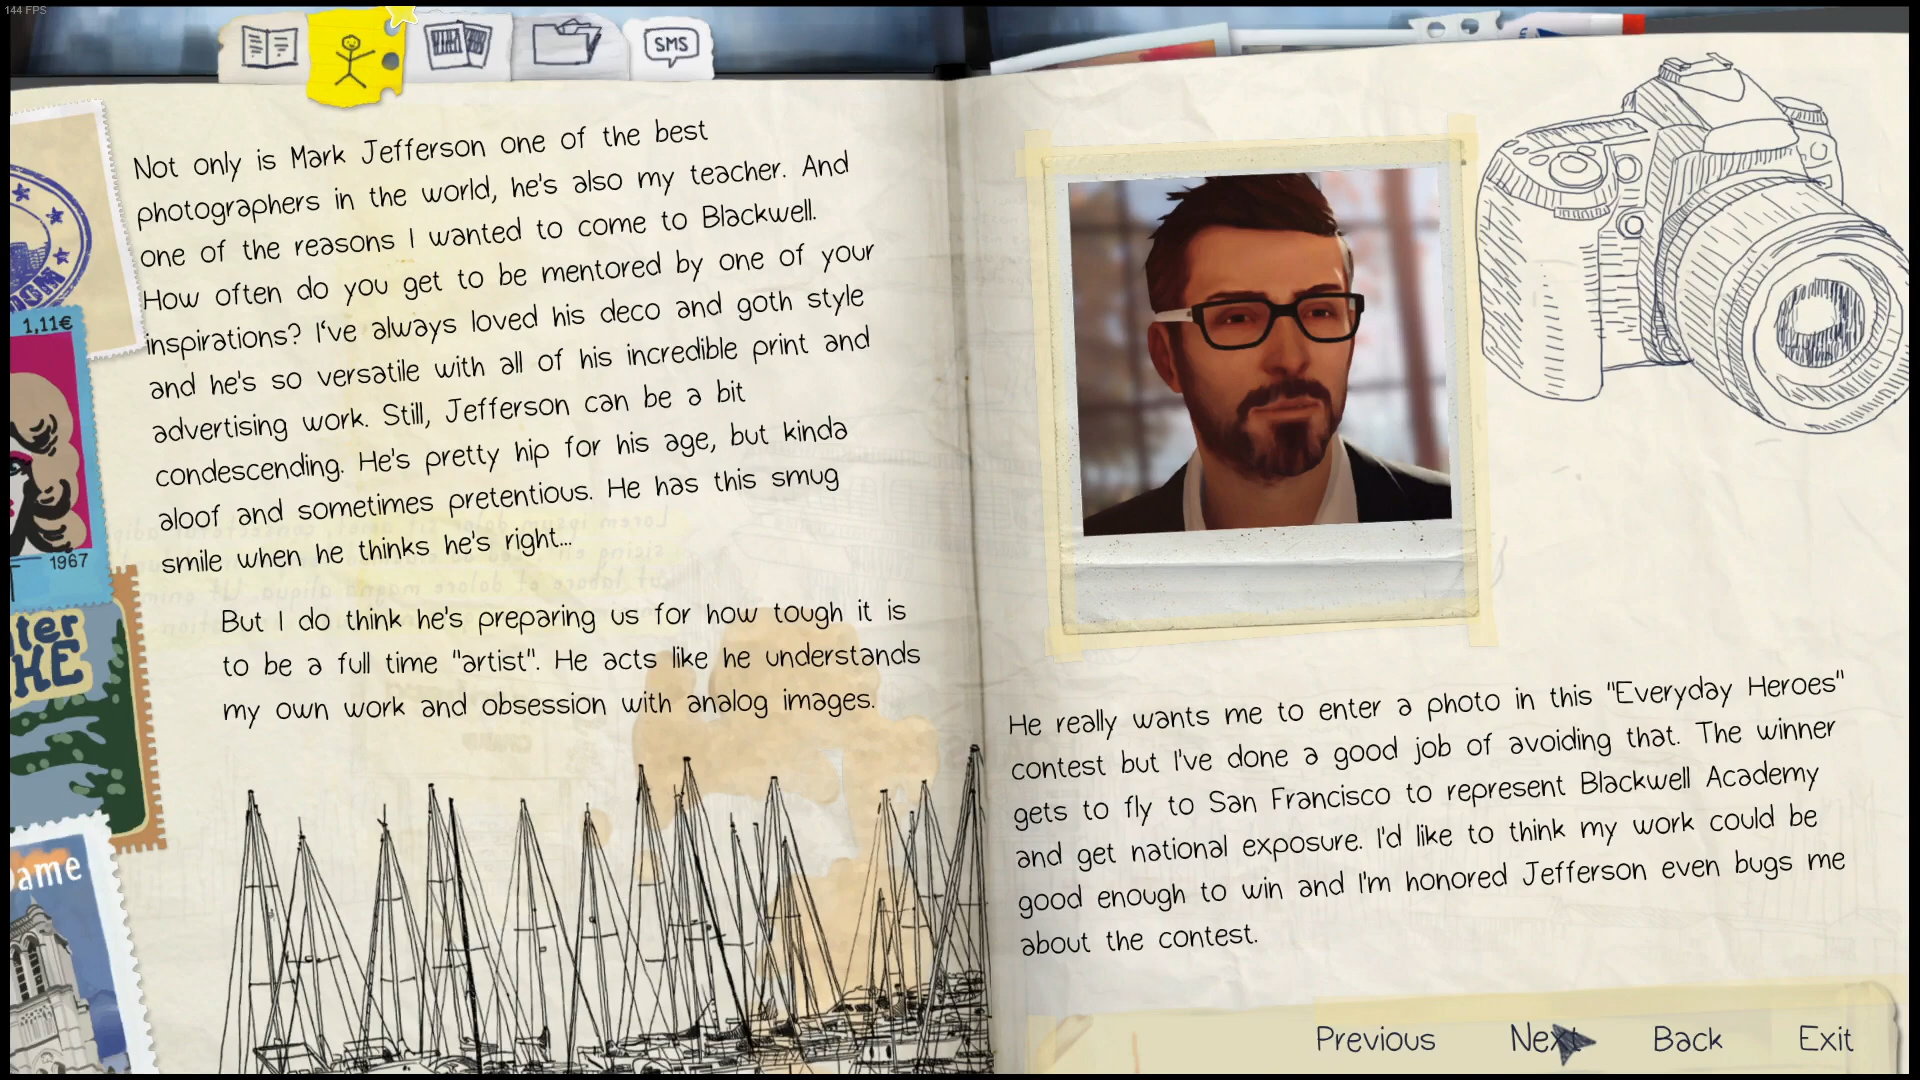 144 FPS
SMS
Not only is Mark Jefferson one of the best
photographers in the world, he's also my teacher. And
one of the reasons I wanted to come to Blackwell.
How often do you get to be mentored by one of your
inspirations? I've always loved his deco and goth style
and he's so versatile with all of his incredible print and
advertising work. Still, Jefferson can be a bit
condescending. He's pretty hip for his age, but kinda
aloof and sometimes pretentious. He has this smug
smile when he thinks he's right...
But I do think he's preparing us for how tough it is
to be a full time "artist". He acts like he understands
my own work and obsession with analog images.
1,11€
1967
ter
KE
ame
He really wants me to enter a photo in this "Everyday Heroes"
contest but I've done a good job of avoiding that. The winner
gets to fly to San Francisco to represent Blackwell Academy
and get national exposure. I'd like to think my work could be
good enough to win and I'm honored Jefferson even bugs me
about the contest.
Previous Next Back Exit